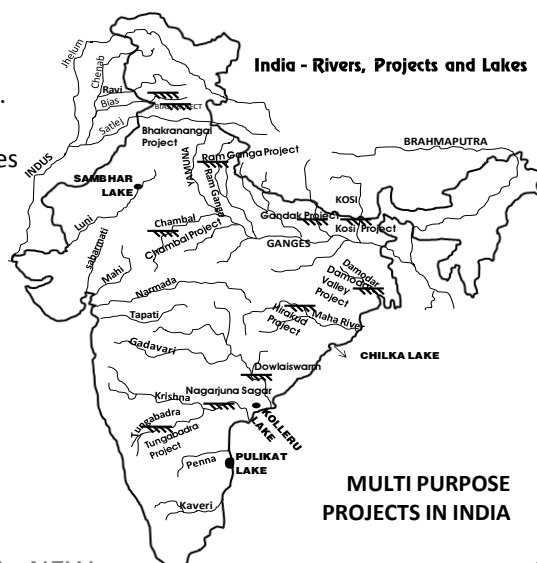 India - Rivers, Projects and Lakes
Jhelum
Chenab
Ravi
Bias
Satlej
INDUS
Bhakranangal
Project
YAMUNA
Ram Ganga Project
Ram Ganga
BRAHMAPUTRA
SAMBHAR
LAKE
KOSI
Gandak Project
Kosi Project
Luni
Chambal
Chambal Project
GANGES
sabarmati
Mahi
Damodar
Damodar
Valley
Project
Narmada
Hirakud
Project
Maha River
Tapati
Gadavari
CHILKA LAKE
Dowlaiswarm
Nagarjuna Sagar
Krishna
KOLLERU
LAKE
Tungabadra
Tungabadra
Project
PULIKAT
LAKE
Penna
Kaveri
MULTI PURPOSE
PROJECTS IN INDIA